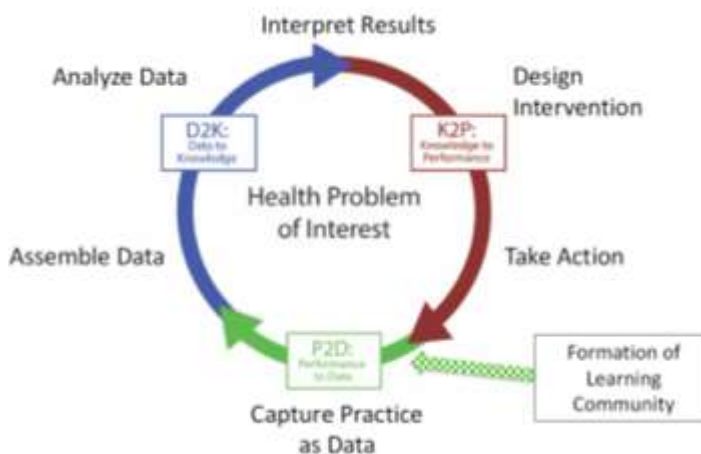 Interpret Results
Analyze Data
Design
Intervention
D2K:
Data to
Knowledge
K2P:
Knowledge to
Performance
Health Problem
of Interest
Assemble Data
Take Action
P2D:
Performance
to Data
Formation of
Learning
Community
Capture Practice
as Data